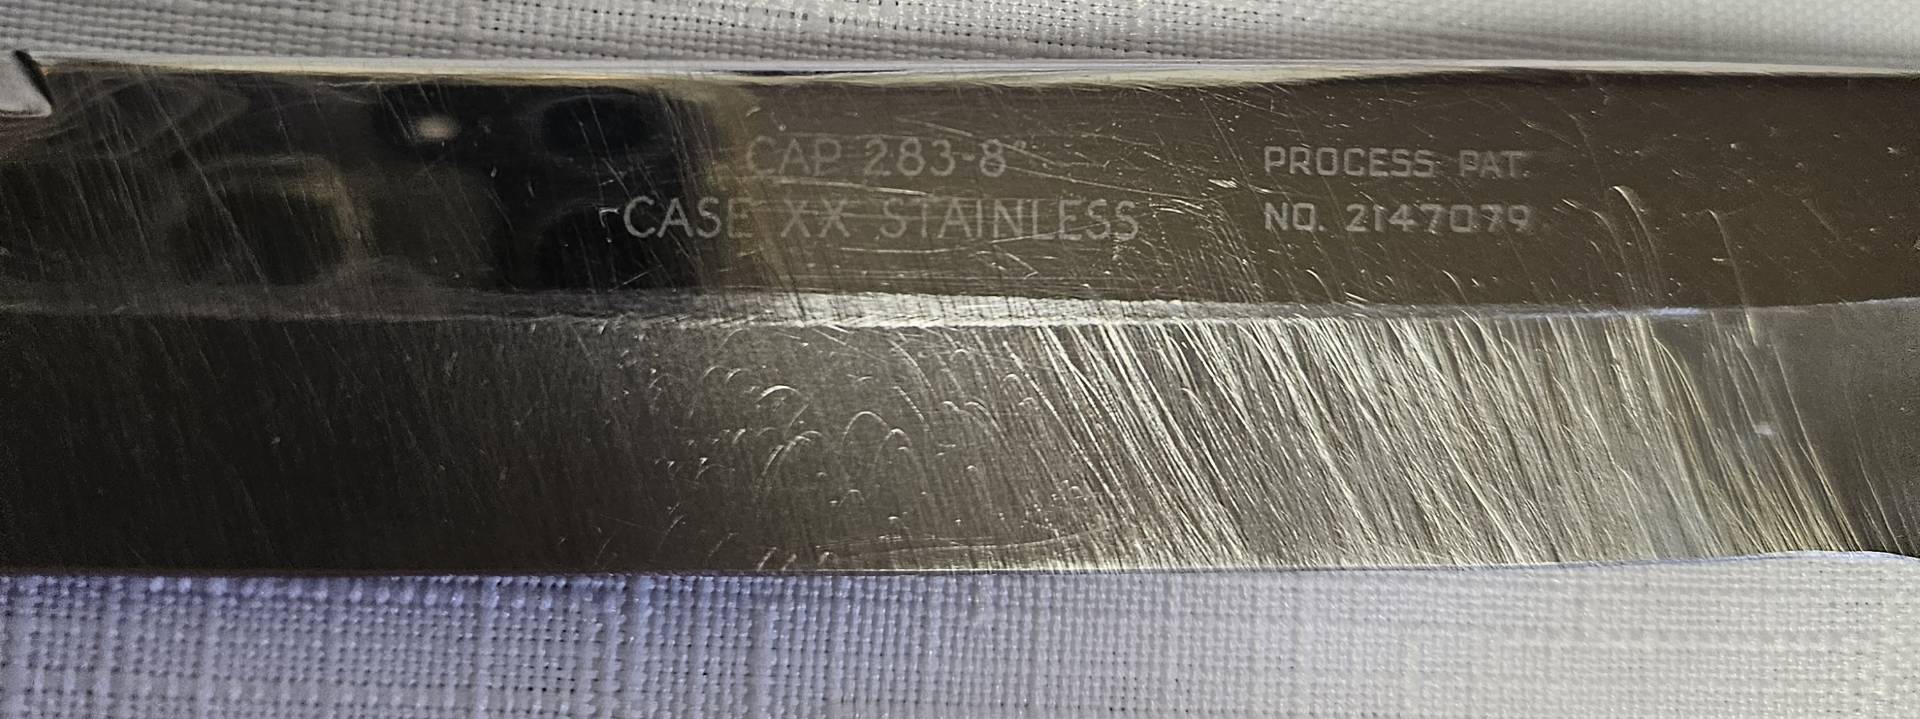 CAP 283-8"
CASE XX STAINLESS
PROCESS PAT.
NO. 2147079